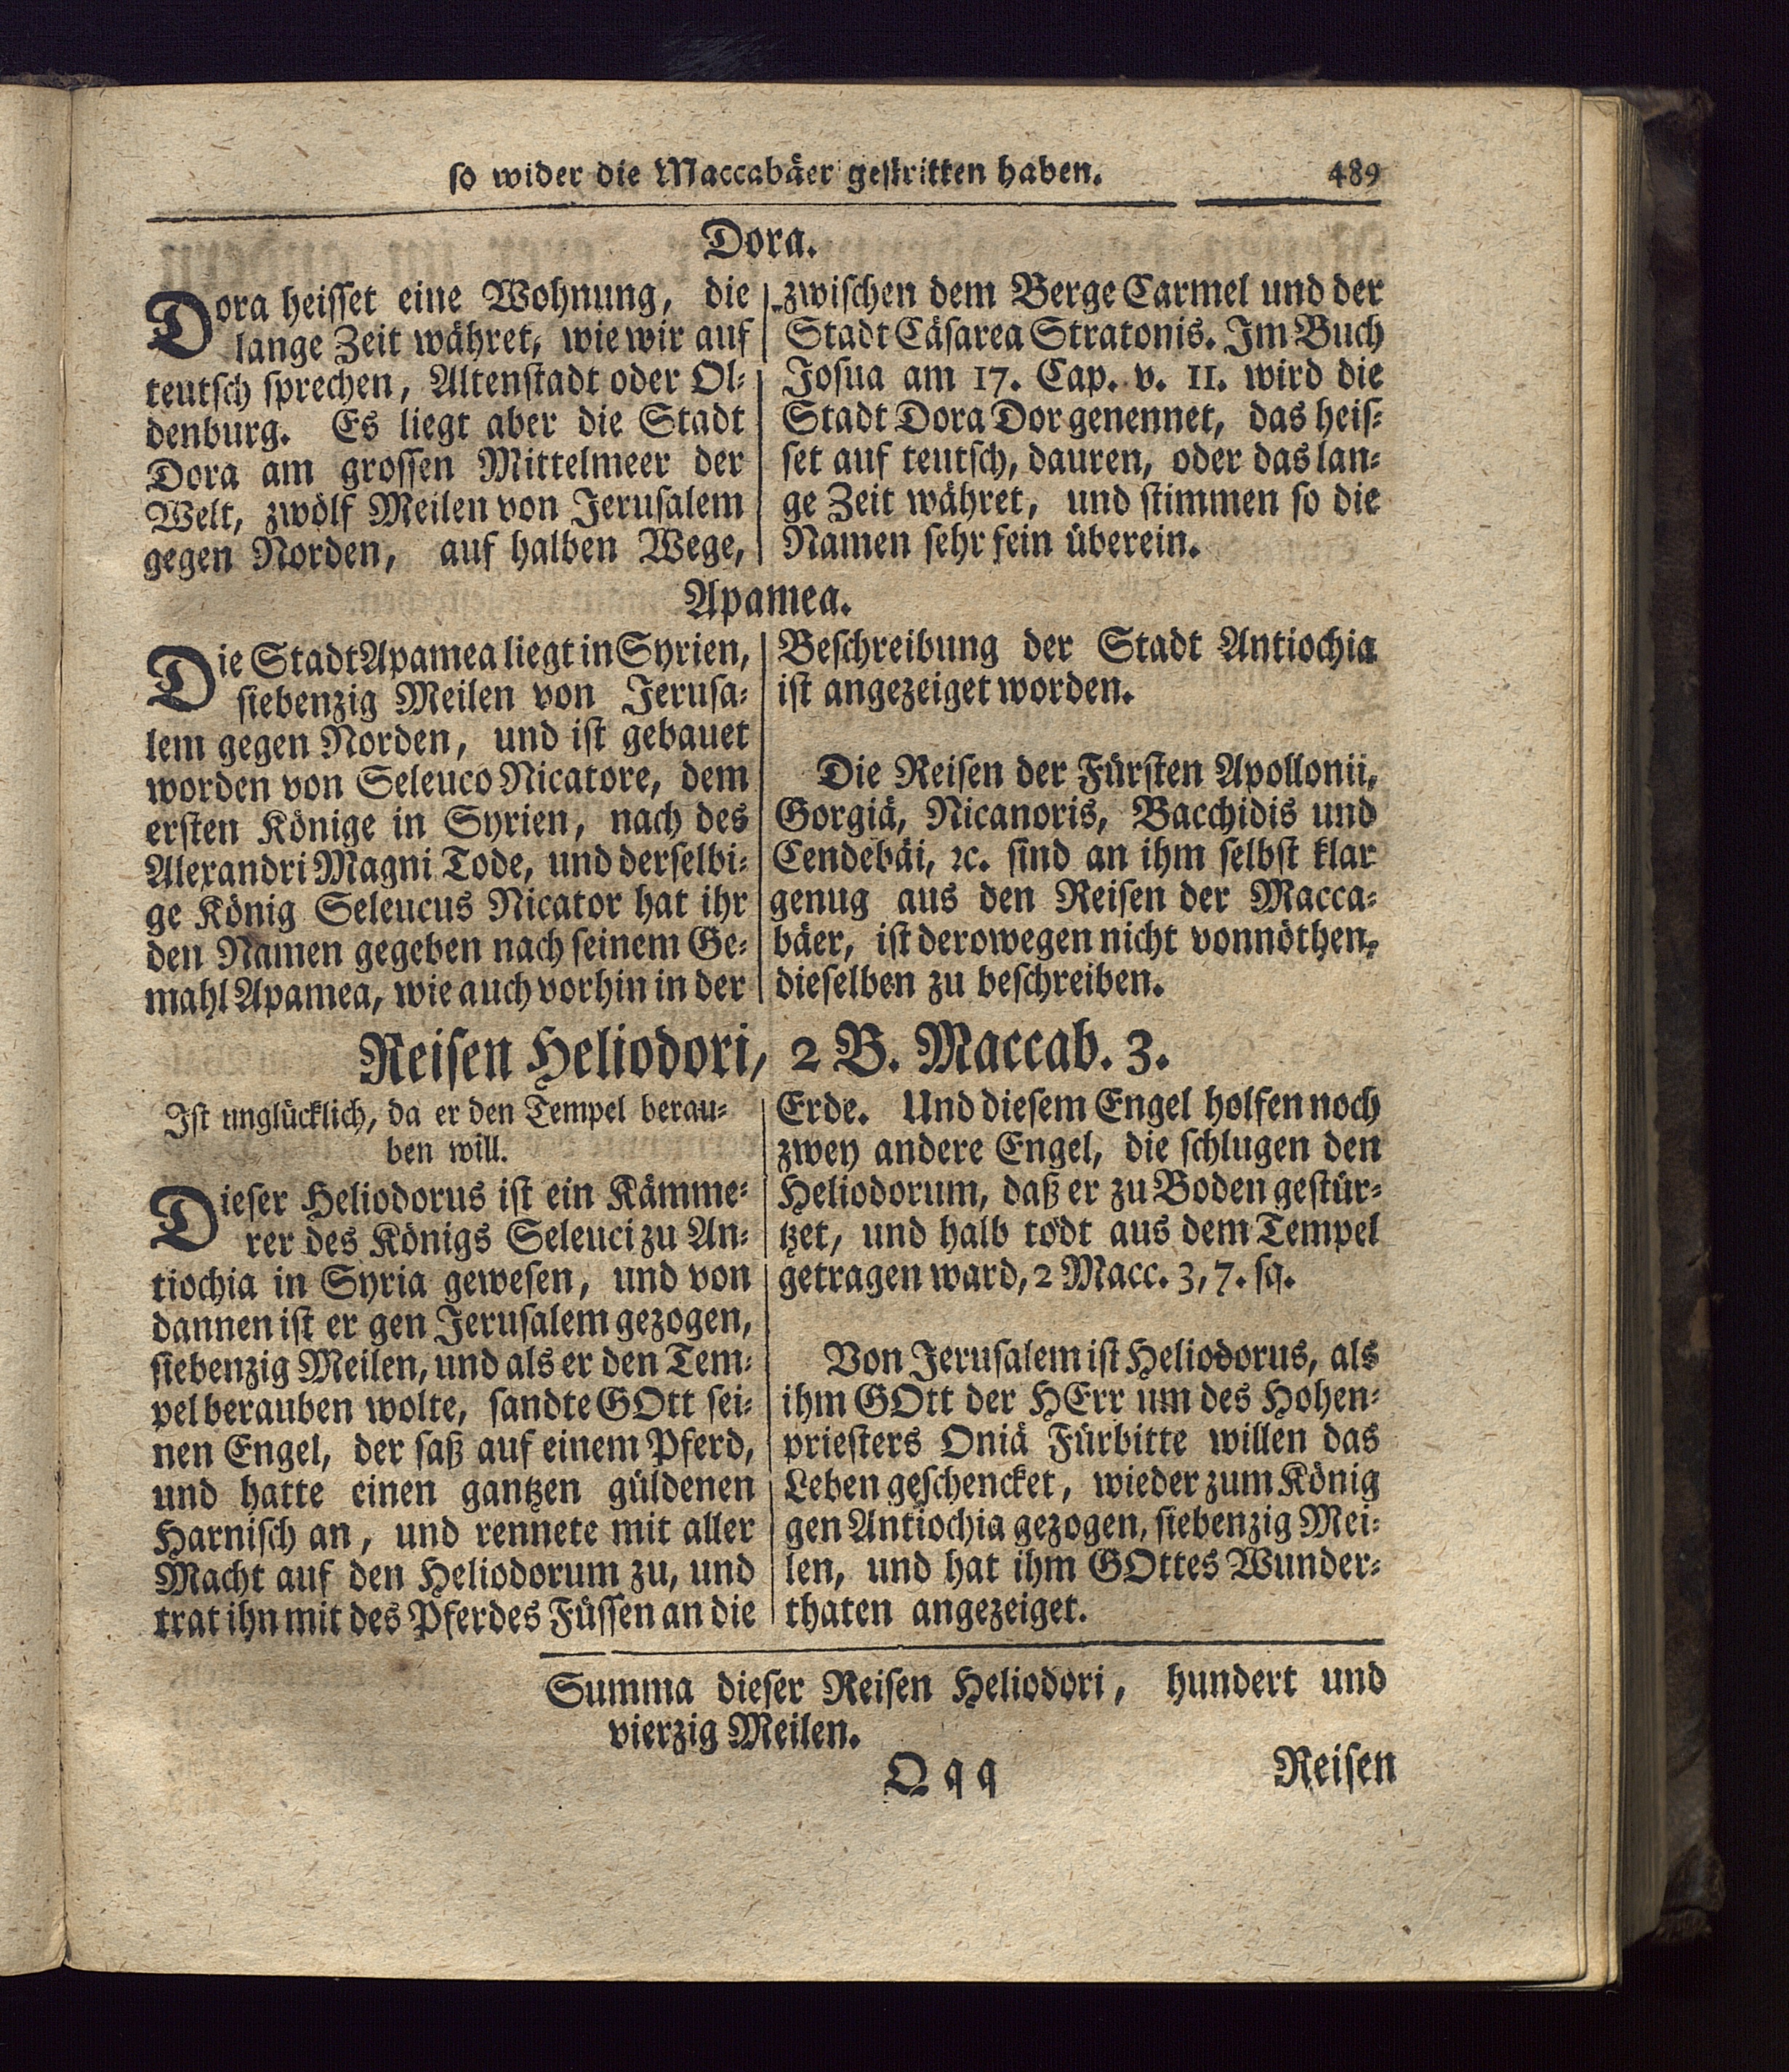 so wider die Maccabäer gestritten haben. 489
Dora.
Dora heisset eine Wohnung, die
lange Zeit währet, wie wir auf
teutsch sprechen, Altenstadt oder Ol-
denburg. Es liegt aber die Stadt
Dora am grossen Mittelmeer der
Welt, zwölf Meilen von Jerusalem
gegen Norden, auf halben Wege,
zwischen dem Berge Carmel und der
Stadt Cäsarea Stratonis. Im Buch
Josua am 17. Cap. v. 11. wird die
Stadt Dora Dor genennet, das heis-
set auf teutsch, dauren, oder das lan-
ge Zeit währet, und stimmen so die
Namen sehr fein überein.
Apamea.
Die Stadt Apamea liegt in Syrien,
siebenzig Meilen von Jerusa-
lem gegen Norden, und ist gebauet
worden von Seleuco Nicatore, dem
ersten Könige in Syrien, nach des
Alexandri Magni Tode, und derselbi-
ge König Seleucus Nicator hat ihr
den Namen gegeben nach seinem Ge-
mahl Apamea, wie auch vorhin in der
Beschreibung der Stadt Antiochia
ist angezeiget worden.
Die Reisen der Fürsten Apollonii,
Gorgiä, Nicanoris, Bacchidis und
Cendebäi, ꝛc. sind an ihm selbst klar
genug aus den Reisen der Macca-
bäer, ist derowegen nicht vonnöthen,
dieselben zu beschreiben.
Reisen Heliodori, 2 B. Maccab. 3.
Ist unglücklich, da er den Tempel berau-
ben will.
Dieser Heliodorus ist ein Kämme-
rer des Königs Seleuci zu An-
tiochia in Syria gewesen, und von
dannen ist er gen Jerusalem gezogen,
siebenzig Meilen, und als er den Tem-
pel berauben wolte, sandte GOtt sei-
nen Engel, der saß auf einem Pferd,
und hatte einen gantzen güldenen
Harnisch an, und rennete mit aller
Macht auf den Heliodorum zu, und
trat ihn mit des Pferdes Füssen an die
Erde. Und diesem Engel holfen noch
zwey andere Engel, die schlugen den
Heliodorum, daß er zu Boden gestür-
tzet, und halb todt aus dem Tempel
getragen ward, 2 Macc. 3, 7. sq.
Von Jerusalem ist Heliodorus, als
ihm GOtt der HErr um des Hohen-
priesters Oniä Fürbitte willen das
Leben geschencket, wieder zum König
gen Antiochia gezogen, siebenzig Mei-
len, und hat ihm GOttes Wunder-
thaten angezeiget.
Summa dieser Reisen Heliodori, hundert und
vierzig Meilen.
Qqq Reisen